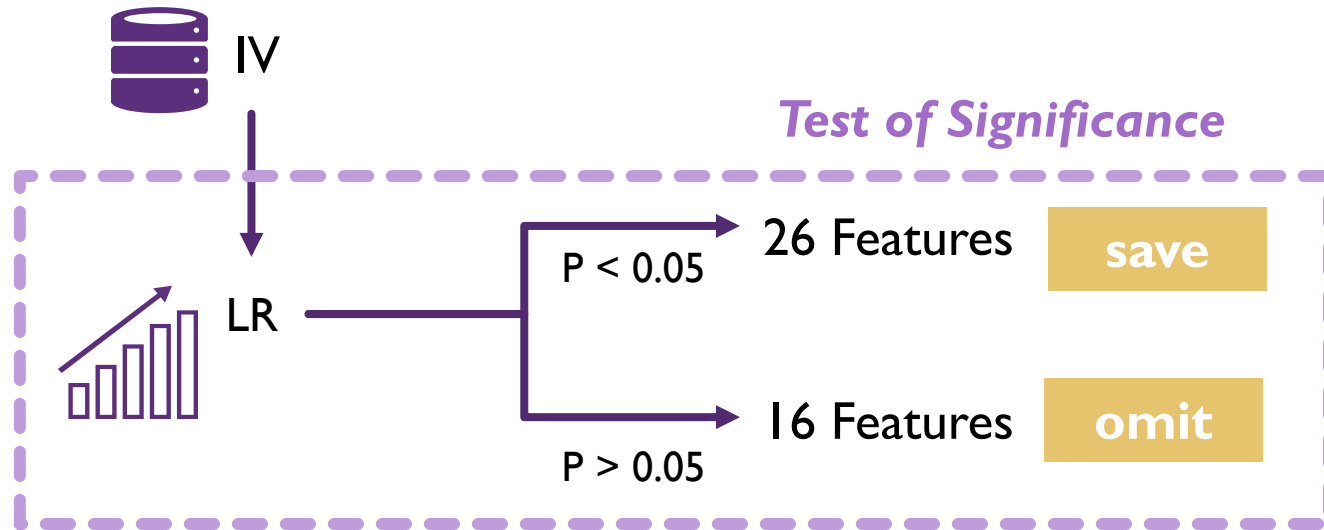 IV
Test of Significance
LR
P < 0.05
26 Features
save
P > 0.05
16 Features
omit